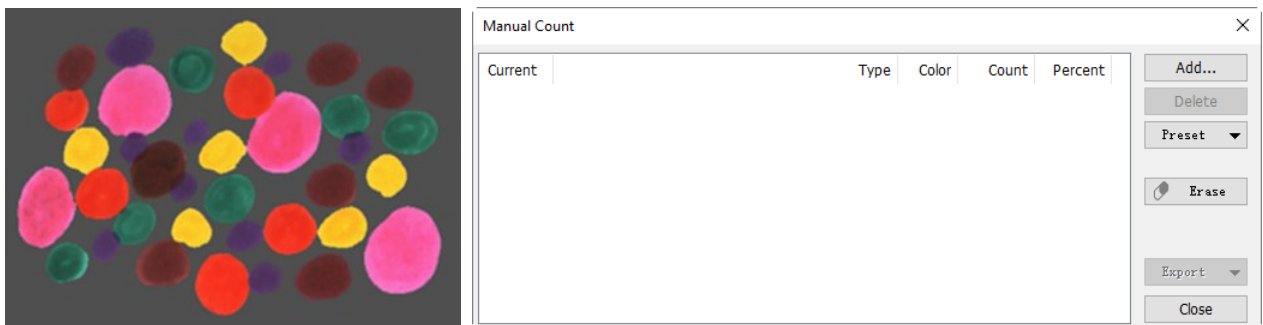 Manual Count
Current Type Color Count Percent
Add...
Delete
Preset
Erase
Export
Close